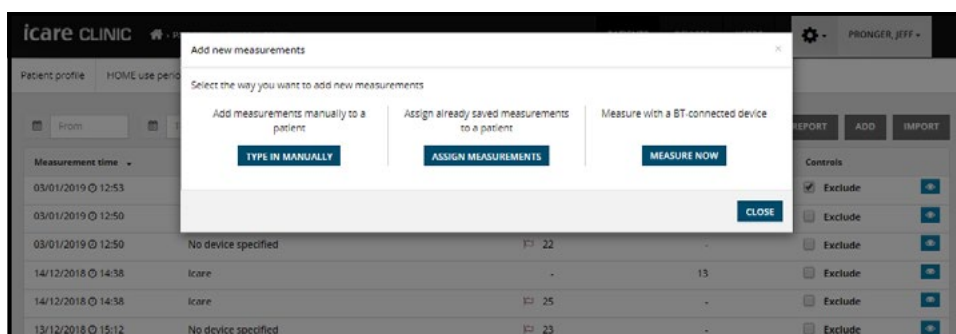 icare CLINIC
PRONGER, JEFF
Add new measurements
×
Patient profile
HOME use perio
Select the way you want to add new measurements
Add measurements manually to a patient
Assign already saved measurements to a patient
Measure with a BT-connected device
TYPE IN MANUALLY
ASSIGN MEASUREMENTS
MEASURE NOW
From
REPORT
ADD
IMPORT
CLOSE
Measurement time
Controls
03/01/2019 12:53
Exclude
03/01/2019 12:50
Exclude
03/01/2019 12:50
No device specified
22
-
Exclude
14/12/2018 14:38
Icare
-
13
Exclude
14/12/2018 14:38
Icare
25
-
Exclude
13/12/2018 15:12
No device specified
23
Exclude